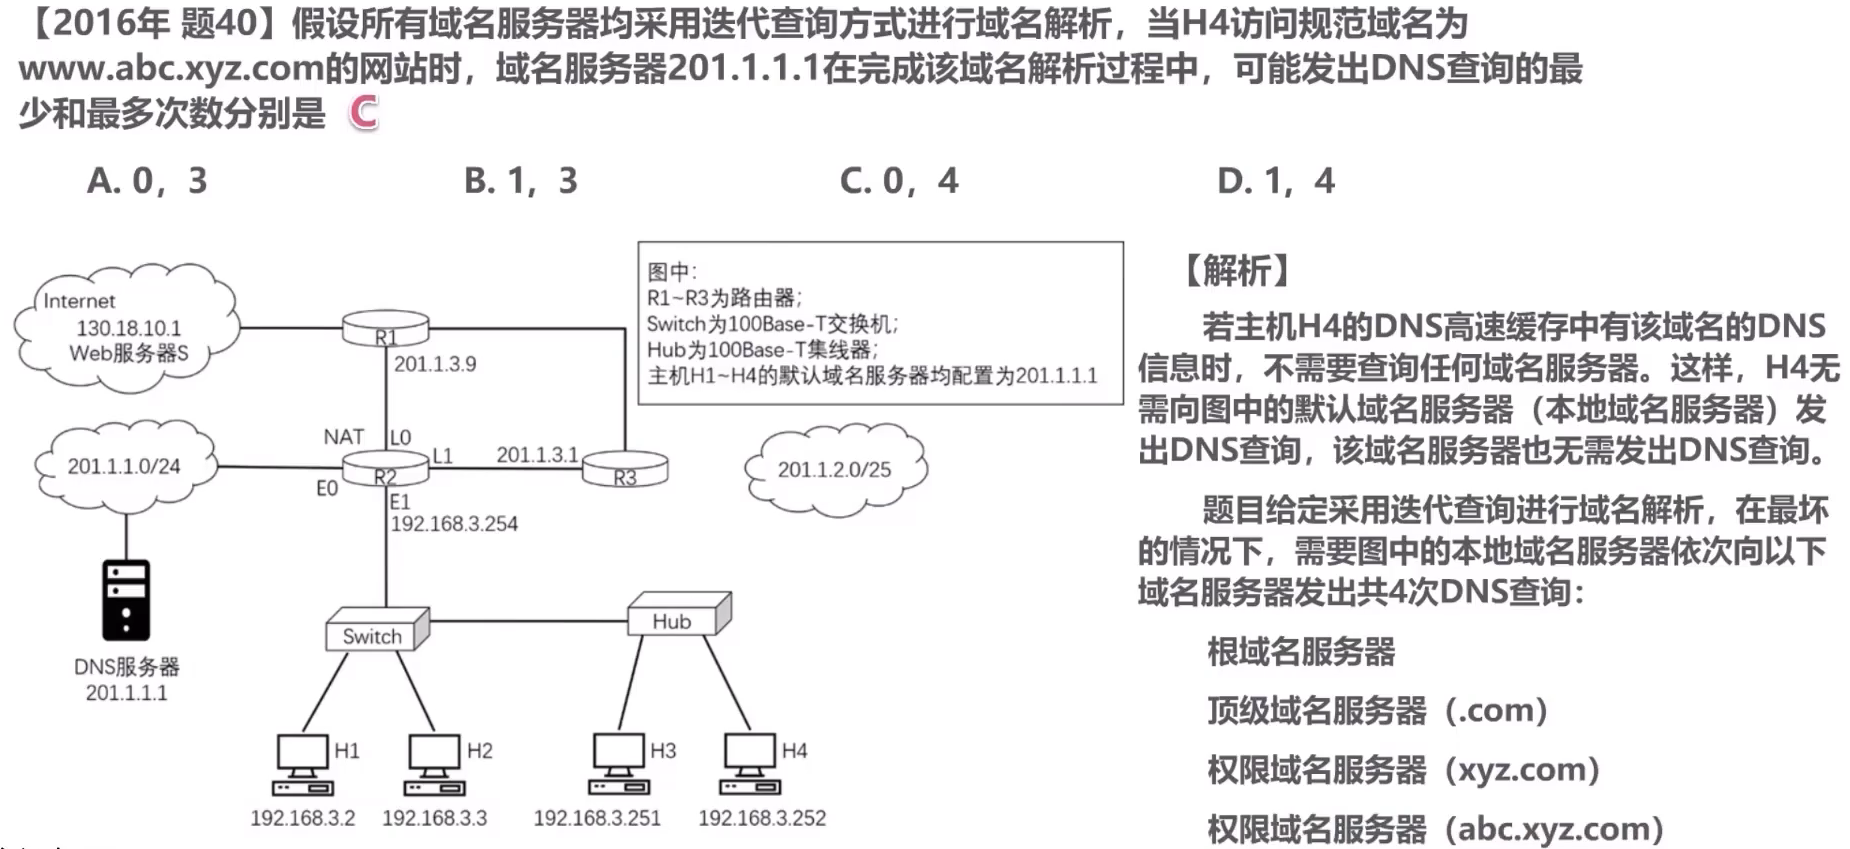 【2016年 题40】假设所有域名服务器均采用迭代查询方式进行域名解析，当H4访问规范域名为
www.abc.xyz.com的网站时，域名服务器201.1.1.1在完成该域名解析过程中，可能发出DNS查询的最
少和最多次数分别是 C
A. 0，3 B. 1，3 C. 0，4 D. 1，4
Internet
130.18.10.1
Web服务器S
R1
201.1.3.9
图中：
R1~R3为路由器；
Switch为100Base-T交换机；
Hub为100Base-T集线器；
主机H1~H4的默认域名服务器均配置为201.1.1.1
201.1.1.0/24
NAT
L0
L1
R2
E0
E1
192.168.3.254
201.1.3.1
R3
201.1.2.0/25
DNS服务器
201.1.1.1
Switch
Hub
H1
H2
H3
H4
192.168.3.2
192.168.3.3
192.168.3.251
192.168.3.252
【解析】
若主机H4的DNS高速缓存中有该域名的DNS
信息时，不需要查询任何域名服务器。这样，H4无
需向图中的默认域名服务器（本地域名服务器）发
出DNS查询，该域名服务器也无需发出DNS查询。
题目给定采用迭代查询进行域名解析，在最坏
的情况下，需要图中的本地域名服务器依次向以下
域名服务器发出共4次DNS查询：
根域名服务器
顶级域名服务器（.com）
权限域名服务器（xyz.com）
权限域名服务器（abc.xyz.com）